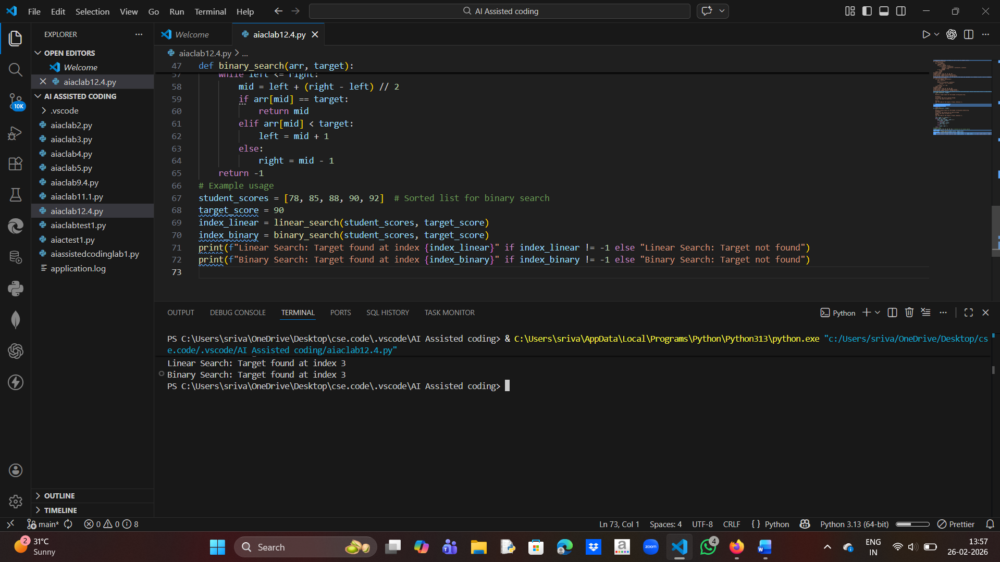 File Edit Selection View Go Run Terminal Help
AI Assisted coding
EXPLORER
OPEN EDITORS
Welcome
aiaclab12.4.py
AI ASSISTED CODING
.vscode
aiaclab2.py
aiaclab3.py
aiaclab4.py
aiaclab5.py
aiaclab9.4.py
aiaclab11.1.py
aiaclab12.4.py
aiaclabtest1.py
aiactest1.py
aiassistedcodinglab1.py
application.log
OUTLINE
TIMELINE
10K
Welcome
aiaclab12.4.py
aiaclab12.4.py > ...
47 def binary_search(arr, target):
57 while left <= right:
58 mid = left + (right - left) // 2
59 if arr[mid] == target:
60 return mid
61 elif arr[mid] < target:
62 left = mid + 1
63 else:
64 right = mid - 1
65 return -1
66 # Example usage
67 student_scores = [78, 85, 88, 90, 92]  # Sorted list for binary search
68 target_score = 90
69 index_linear = linear_search(student_scores, target_score)
70 index_binary = binary_search(student_scores, target_score)
71 print(f"Linear Search: Target found at index {index_linear}" if index_linear != -1 else "Linear Search: Target not found")
72 print(f"Binary Search: Target found at index {index_binary}" if index_binary != -1 else "Binary Search: Target not found")
73
OUTPUT DEBUG CONSOLE TERMINAL PORTS SQL HISTORY TASK MONITOR
Python
PS C:\Users\sriva\OneDrive\Desktop\cse.code\.vscode\AI Assisted coding> & C:\Users\sriva\AppData\Local\Programs\Python\Python313\python.exe "c:/Users/sriva/OneDrive/Desktop/cs
e.code/.vscode/AI Assisted coding/aiaclab12.4.py"
Linear Search: Target found at index 3
Binary Search: Target found at index 3
PS C:\Users\sriva\OneDrive\Desktop\cse.code\.vscode\AI Assisted coding>
main* 0 0 8
Ln 73, Col 1 Spaces: 4 UTF-8 CRLF {} Python Python 3.13 (64-bit) Prettier
2
31°C
Sunny
Search
a
zoom
4
ENG
IN
13:57
26-02-2026